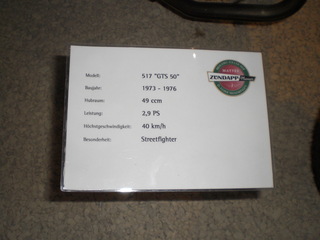 Modell: 517 "GTS 50"
Baujahr: 1973 - 1976
Hubraum: 49 ccm
Leistung: 2,9 PS
Höchstgeschwindigkeit: 40 km/h
Besonderheit: Streetfighter
ZÜNDAPP